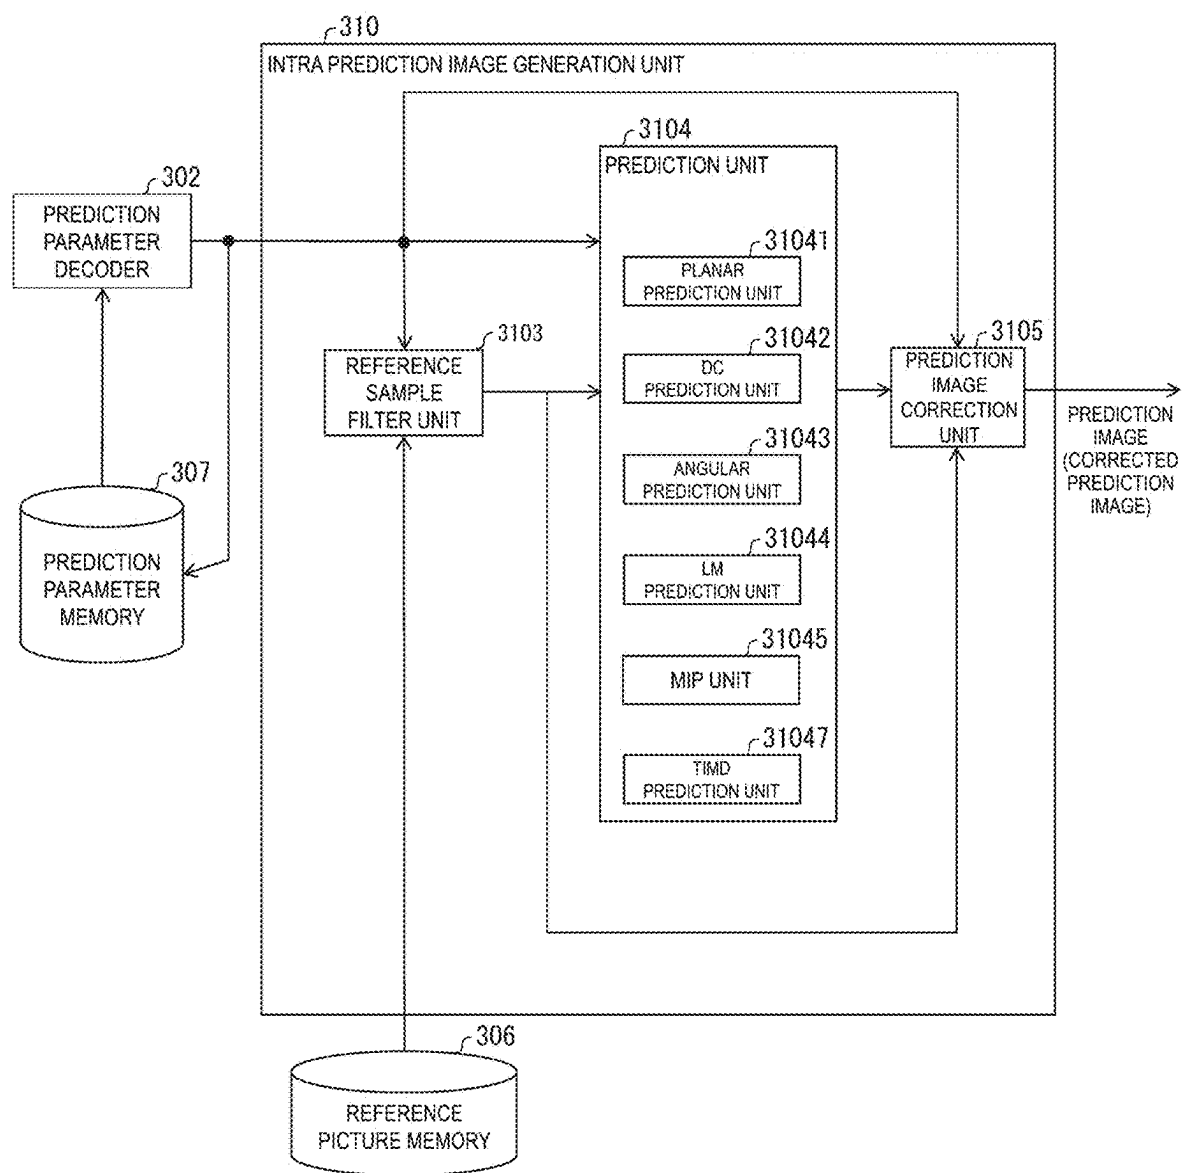 310
INTRA PREDICTION IMAGE GENERATION UNIT
302
PREDICTION
PARAMETER
DECODER
3104
PREDICTION UNIT
31041
PLANAR
PREDICTION UNIT
3103
REFERENCE
SAMPLE
FILTER UNIT
31042
DC
PREDICTION UNIT
3105
PREDICTION
IMAGE
CORRECTION
UNIT
PREDICTION
IMAGE
(CORRECTED
PREDICTION
IMAGE)
31043
ANGULAR
PREDICTION UNIT
307
PREDICTION
PARAMETER
MEMORY
31044
LM
PREDICTION UNIT
31045
MIP UNIT
31047
TIMD
PREDICTION UNIT
306
REFERENCE
PICTURE MEMORY